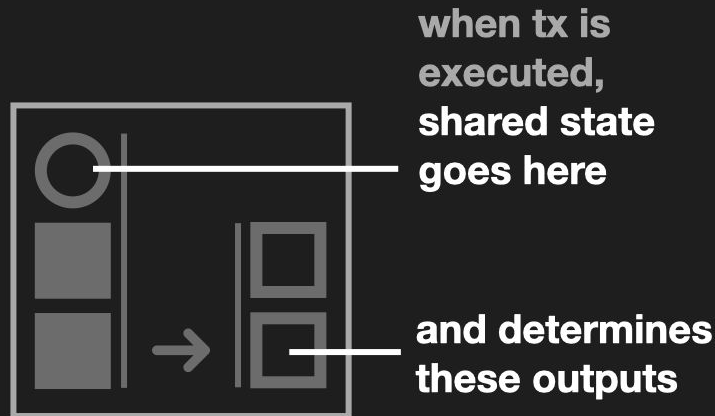 when tx is
executed,
shared state
goes here
and determines
these outputs